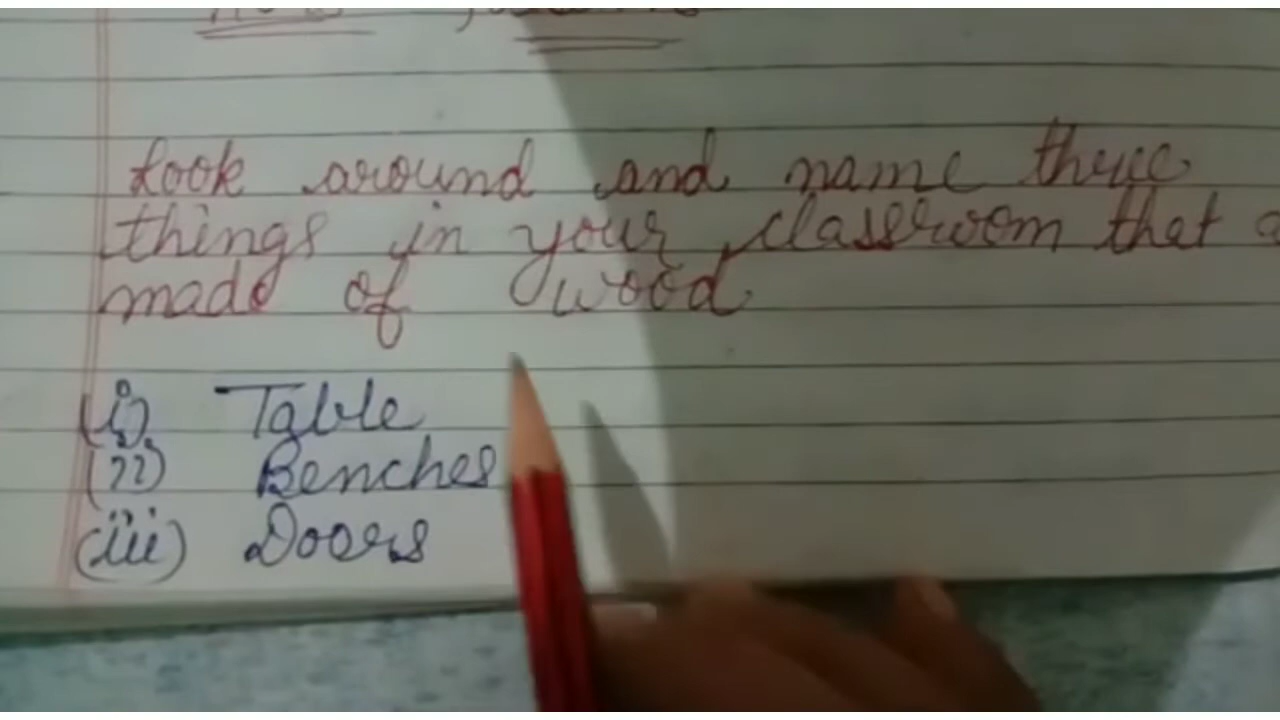 Look around and name three
things in your classroom that
made of wood
(i) Table
(ii) Benches
(iii) Doors